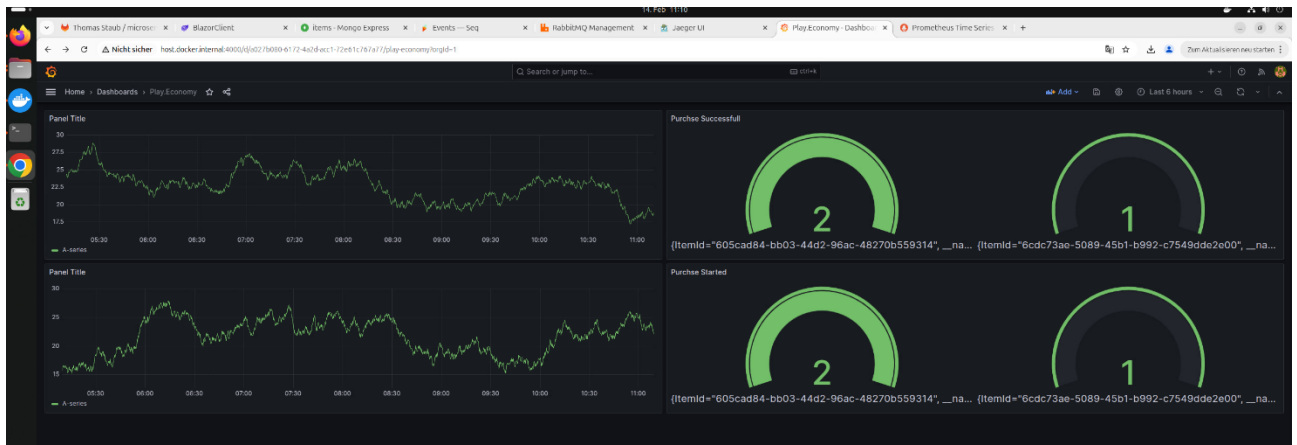 14. Feb 11:10
Thomas Staub / microser
BlazorClient
items - Mongo Express
Events — Seq
RabbitMQ Management
Jaeger UI
Play.Economy - Dashboa
Prometheus Time Series
Nicht sicher host.docker.internal:4000/d/a027b080-6172-4a2d-acc1-72e61c767a77/play-economy?orgId=1
Zum Aktualisieren neu starten
Search or jump to...
ctrl+k
Home › Dashboards › Play.Economy
Add
Last 6 hours
Panel Title
30
27.5
25
22.5
20
17.5
05:30 06:00 06:30 07:00 07:30 08:00 08:30 09:00 09:30 10:00 10:30 11:00
A-series
Purchse Successfull
2
1
{ItemId="605cad84-bb03-44d2-96ac-48270b559314", __na...
{ItemId="6cdc73ae-5089-45b1-b992-c7549dde2e00", __na...
Panel Title
30
25
20
15
05:30 06:00 06:30 07:00 07:30 08:00 08:30 09:00 09:30 10:00 10:30 11:00
A-series
Purchse Started
2
1
{ItemId="605cad84-bb03-44d2-96ac-48270b559314", __na...
{ItemId="6cdc73ae-5089-45b1-b992-c7549dde2e00", __na...